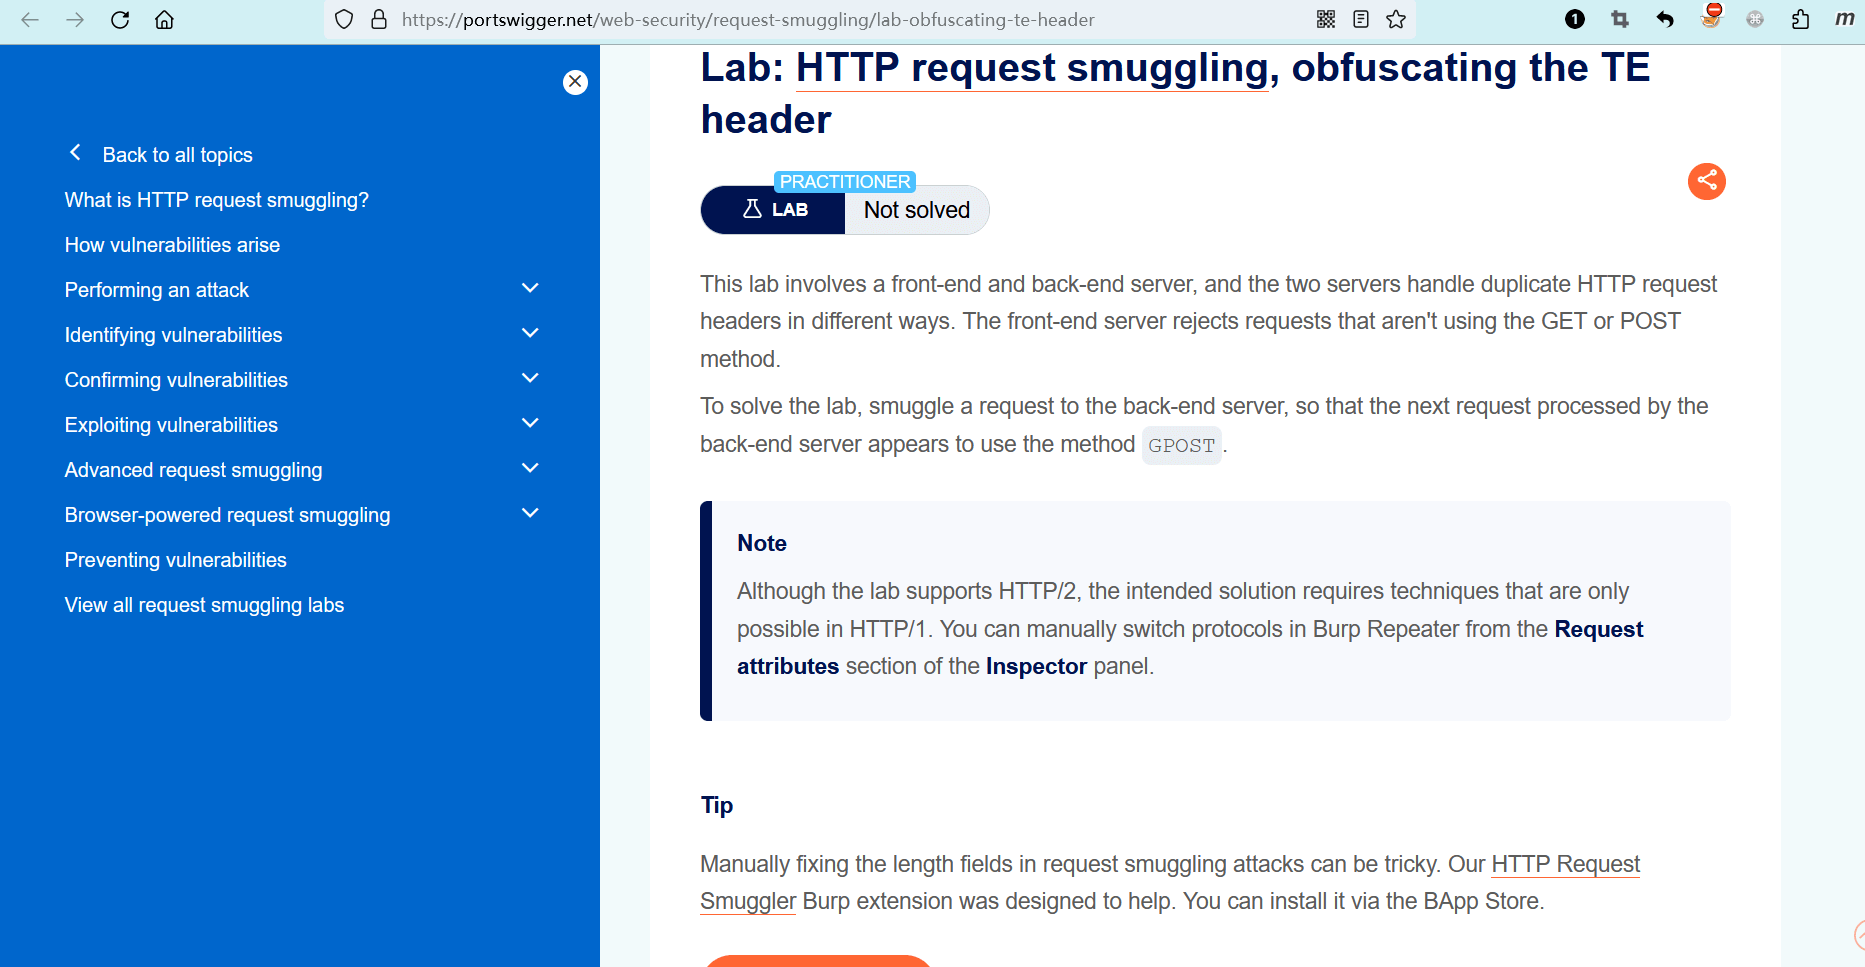 https://portswigger.net/web-security/request-smuggling/lab-obfuscating-te-header
1
m
Back to all topics
What is HTTP request smuggling?
How vulnerabilities arise
Performing an attack
Identifying vulnerabilities
Confirming vulnerabilities
Exploiting vulnerabilities
Advanced request smuggling
Browser-powered request smuggling
Preventing vulnerabilities
View all request smuggling labs
Lab: HTTP request smuggling, obfuscating the TE
header
PRACTITIONER
LAB Not solved
This lab involves a front-end and back-end server, and the two servers handle duplicate HTTP request
headers in different ways. The front-end server rejects requests that aren't using the GET or POST
method.
To solve the lab, smuggle a request to the back-end server, so that the next request processed by the
back-end server appears to use the method GPOST.
Note
Although the lab supports HTTP/2, the intended solution requires techniques that are only
possible in HTTP/1. You can manually switch protocols in Burp Repeater from the Request
attributes section of the Inspector panel.
Tip
Manually fixing the length fields in request smuggling attacks can be tricky. Our HTTP Request
Smuggler Burp extension was designed to help. You can install it via the BApp Store.